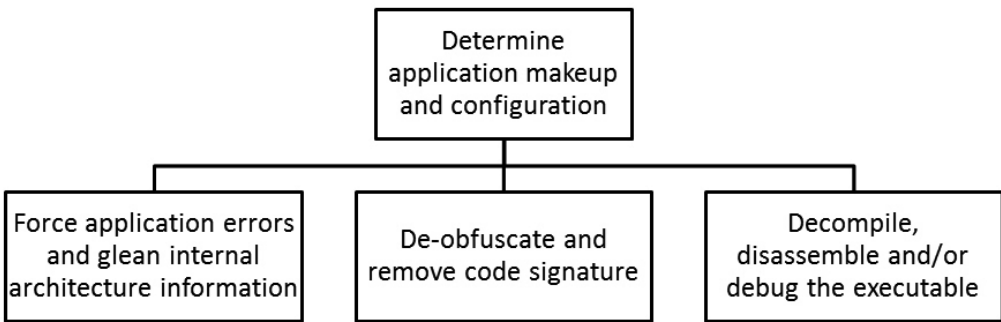 Determine
application makeup
and configuration
Force application errors
and glean internal
architecture information
De-obfuscate and
remove code signature
Decompile,
disassemble and/or
debug the executable